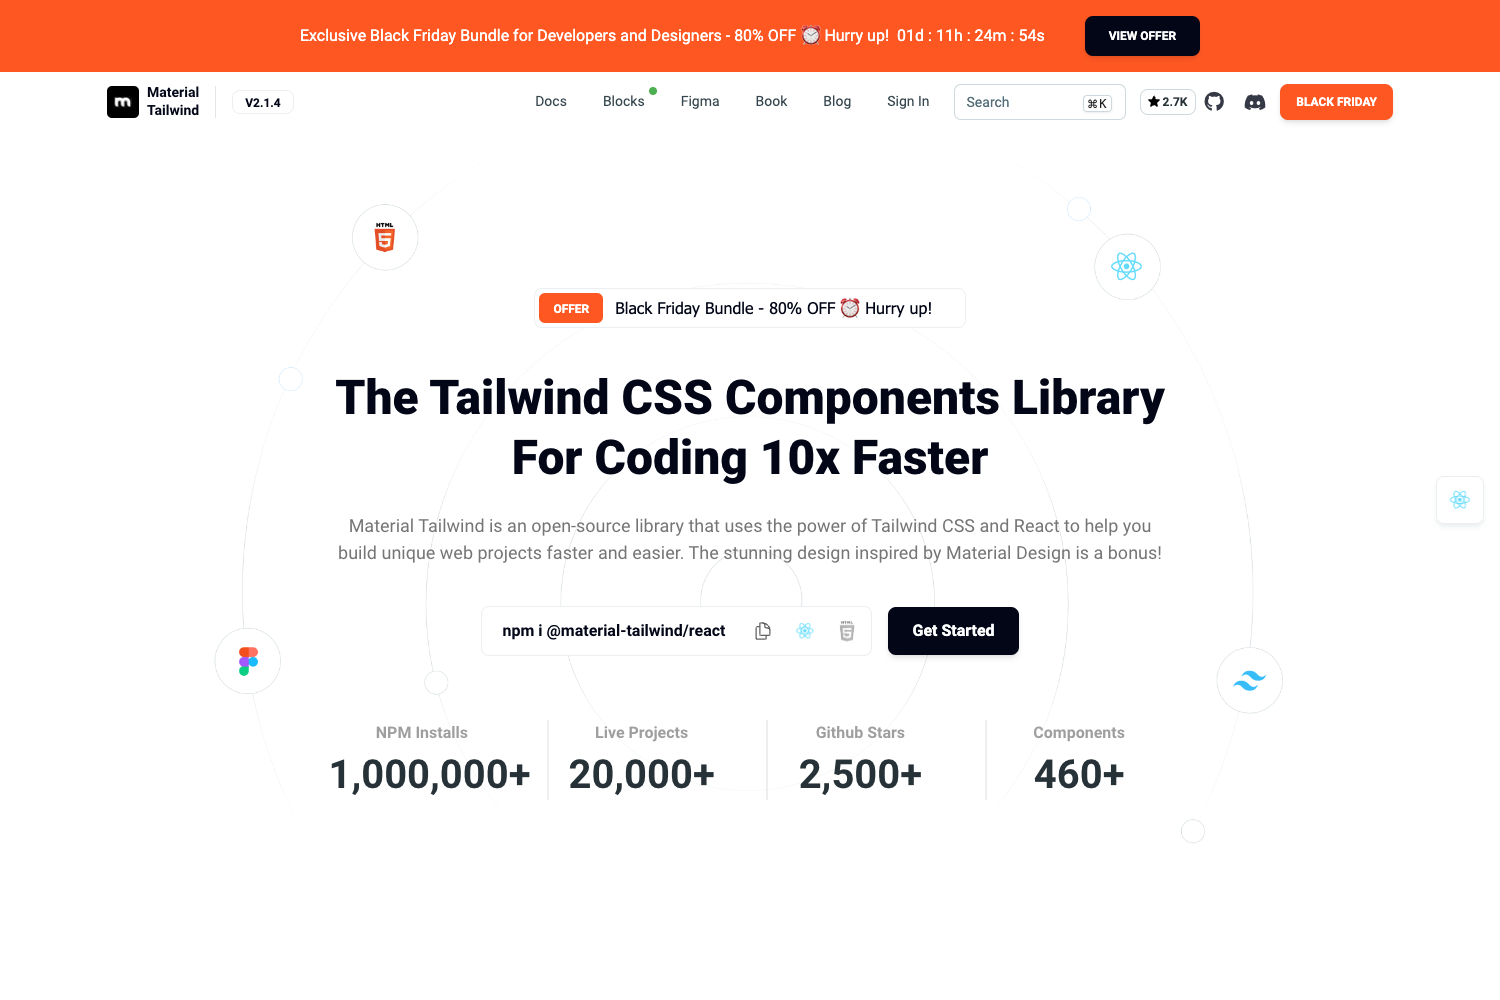 Exclusive Black Friday Bundle for Developers and Designers - 80% OFF ⏰ Hurry up! 01d : 11h : 24m : 54s
VIEW OFFER
m
Material
Tailwind
V2.1.4
Docs
Blocks
Figma
Book
Blog
Sign In
Search
⌘K
★ 2.7K
BLACK FRIDAY
HTML
5
OFFER
Black Friday Bundle - 80% OFF ⏰ Hurry up!
The Tailwind CSS Components Library
For Coding 10x Faster
Material Tailwind is an open-source library that uses the power of Tailwind CSS and React to help you
build unique web projects faster and easier. The stunning design inspired by Material Design is a bonus!
npm i @material-tailwind/react
HTML
5
Get Started
NPM Installs
1,000,000+
Live Projects
20,000+
Github Stars
2,500+
Components
460+